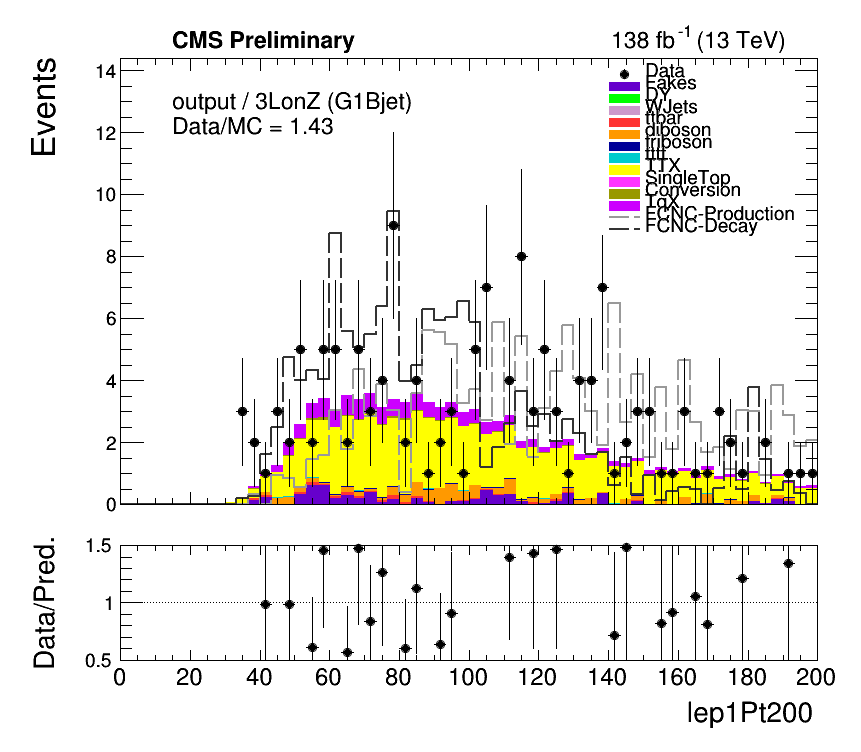 CMS Preliminary
138 fb-1 (13 TeV)
Events
output / 3LonZ (G1Bjet)
Data/MC = 1.43
Data
Fakes
DY
WJets
ttbar
diboson
triboson
tttt
TTX
SingleTop
Conversion
TqX
FCNC-Production
FCNC-Decay
14
12
10
8
6
4
2
0
Data/Pred.
1.5
1
0.5
0 20 40 60 80 100 120 140 160 180 200
lep1Pt200